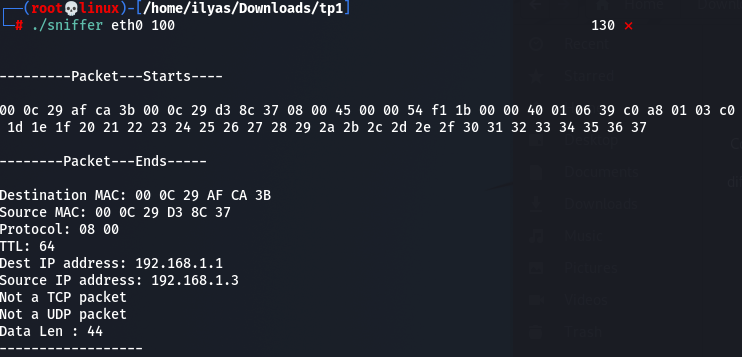 ┌──(root💀linux)-[/home/ilyas/Downloads/tp1]
└─# ./sniffer eth0 100 130 ⨯
---------Packet---Starts----
00 0c 29 af ca 3b 00 0c 29 d3 8c 37 08 00 45 00 00 54 f1 1b 00 00 40 01 06 39 c0 a8 01 03 c0
1d 1e 1f 20 21 22 23 24 25 26 27 28 29 2a 2b 2c 2d 2e 2f 30 31 32 33 34 35 36 37
--------Packet---Ends-----
Destination MAC: 00 0C 29 AF CA 3B
Source MAC: 00 0C 29 D3 8C 37
Protocol: 08 00
TTL: 64
Dest IP address: 192.168.1.1
Source IP address: 192.168.1.3
Not a TCP packet
Not a UDP packet
Data Len : 44
-----------------